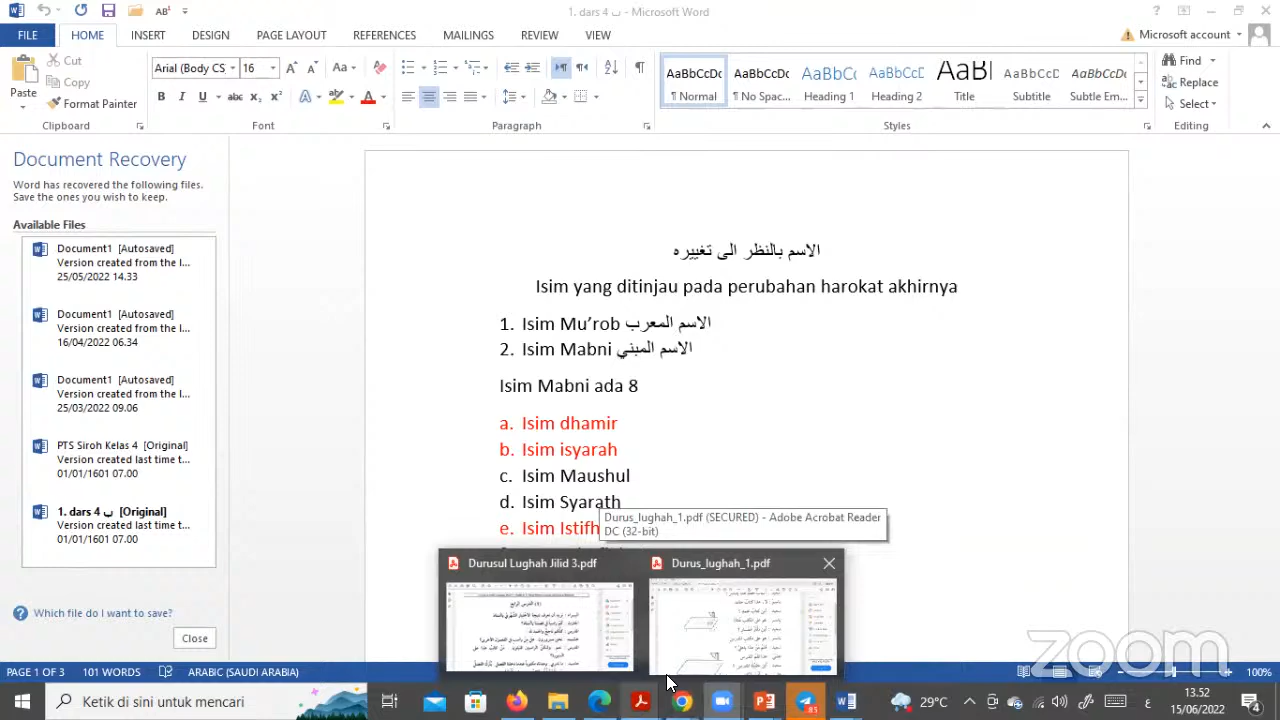 1. dars 4 ب - Microsoft Word
FILE HOME INSERT DESIGN PAGE LAYOUT REFERENCES MAILINGS REVIEW VIEW Microsoft account
Paste
Cut
Copy
Format Painter
Clipboard
Arial (Body CS 16
Font
Paragraph
AaBbCcDc AaBbCcDc AaBbCc AaBbCcC AaBl AaBbCcDc AaBbCcDc
¶ Normal ¶ No Spac... Heading 1 Heading 2 Title Subtitle Subtle Em...
Styles
Find
Replace
Select
Editing
Document Recovery
Word has recovered the following files.
Save the ones you wish to keep.
Available Files
Document1 [Autosaved]
Version created from the l...
25/05/2022 14.33
Document1 [Autosaved]
Version created from the l...
16/04/2022 06.34
Document1 [Autosaved]
Version created from the l...
25/03/2022 09.06
PTS Siroh Kelas 4 [Original]
Version created last time t...
01/01/1601 07.00
1. dars 4 ب [Original]
Version created last time t...
01/01/1601 07.00
Which file do I want to save?
Close
الاسم بالنظر الى تغييره
Isim yang ditinjau pada perubahan harokat akhirnya
1. Isim Mu’rob الاسم المعرب
2. Isim Mabni الاسم المبني
Isim Mabni ada 8
a. Isim dhamir
b. Isim isyarah
c. Isim Maushul
d. Isim Syarath
e. Isim Istifh
Durus_lughah_1.pdf (SECURED) - Adobe Acrobat Reader
DC (32-bit)
Durusul Lughah Jilid 3.pdf
Durus_lughah_1.pdf
zoom
PAGE 1 OF 101 WORDS ARABIC (SAUDI ARABIA) 100%
Ketik di sini untuk mencari
85
29°C
13.52
15/06/2022
4